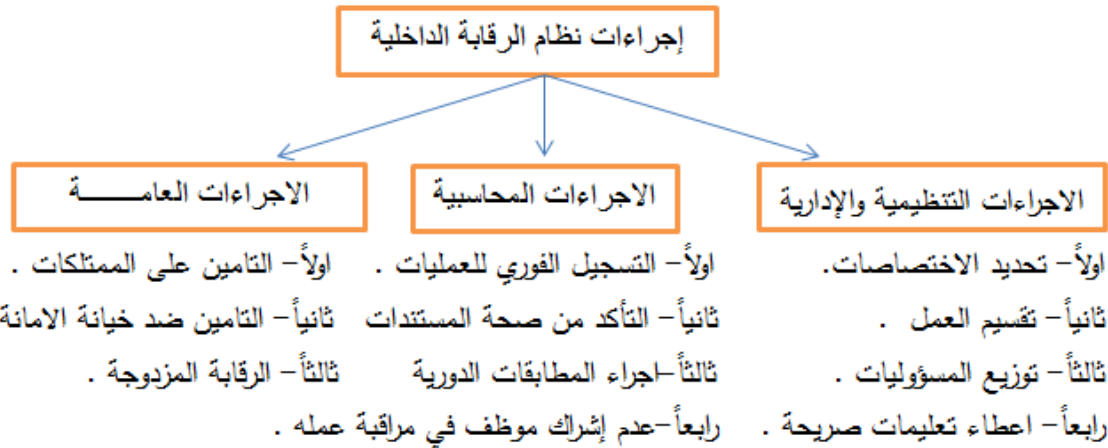 إجراءات نظام الرقابة الداخلية
الاجراءات التنظيمية والإدارية
اولاً– تحديد الاختصاصات.
ثانياً– تقسيم العمل .
ثالثاً– توزيع المسؤوليات .
رابعاً– اعطاء تعليمات صريحة .
الاجراءات المحاسبية
اولاً– التسجيل الفوري للعمليات .
ثانياً– التأكد من صحة المستندات
ثالثاً–اجراء المطابقات الدورية
رابعاً–عدم إشراك موظف في مراقبة عمله .
الاجراءات العامـــــــة
اولاً– التامين على الممتلكات .
ثانياً– التامين ضد خيانة الامانة
ثالثاً– الرقابة المزدوجة .